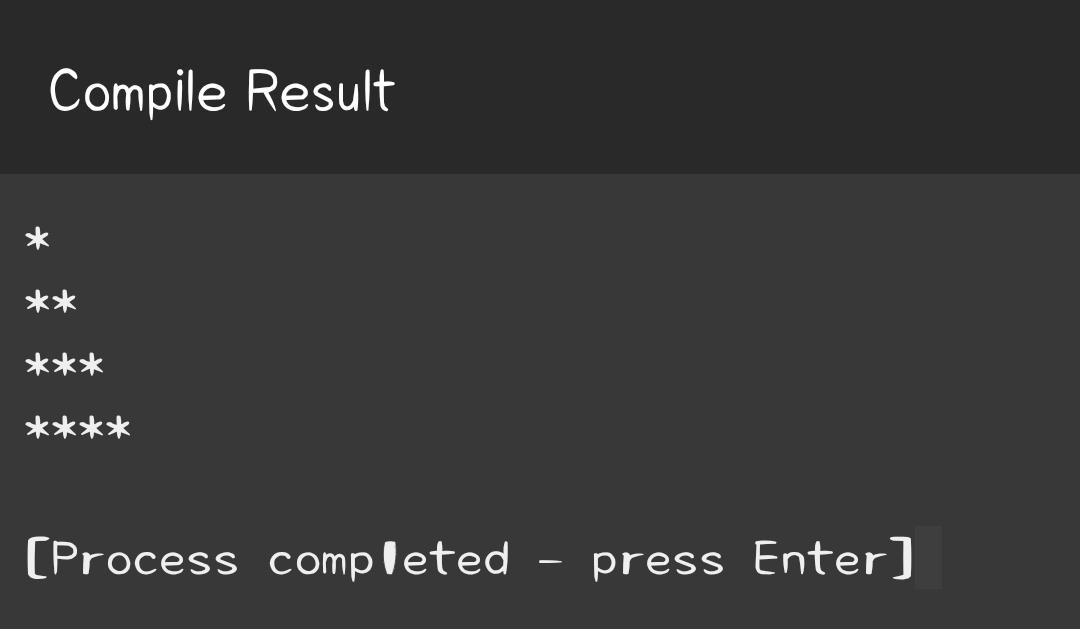 Compile Result
*
**
***
****
[Process completed - press Enter]